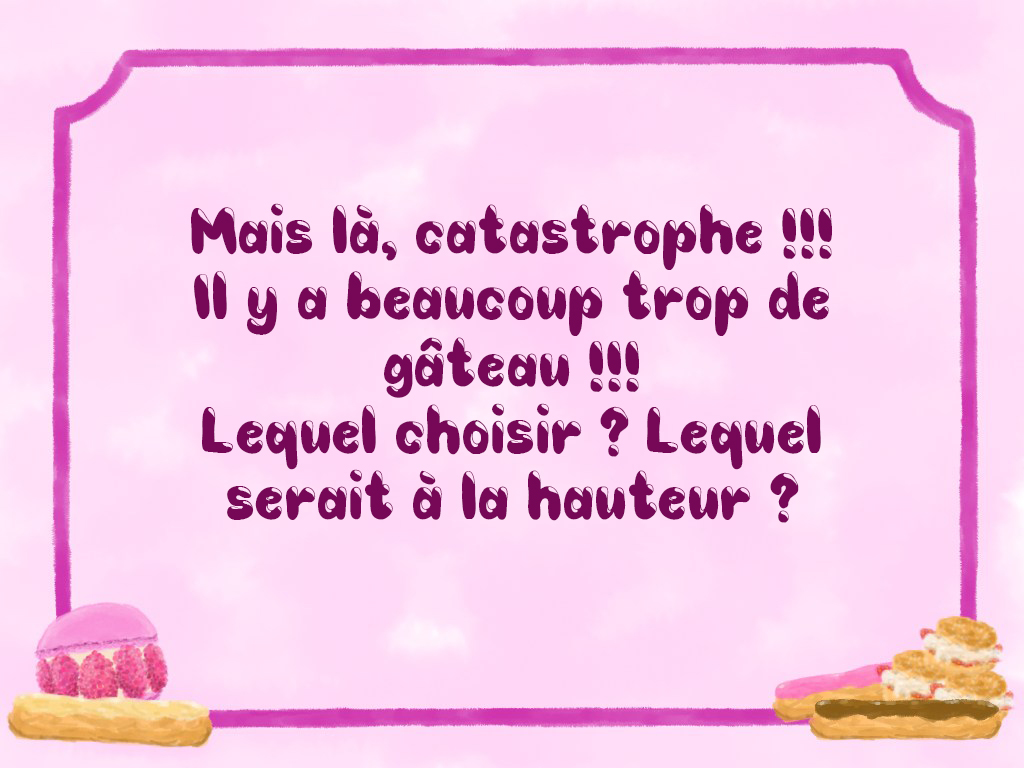 Mais là, catastrophe !!!
Il y a beaucoup trop de
gâteau !!!
Lequel choisir ? Lequel
serait à la hauteur ?